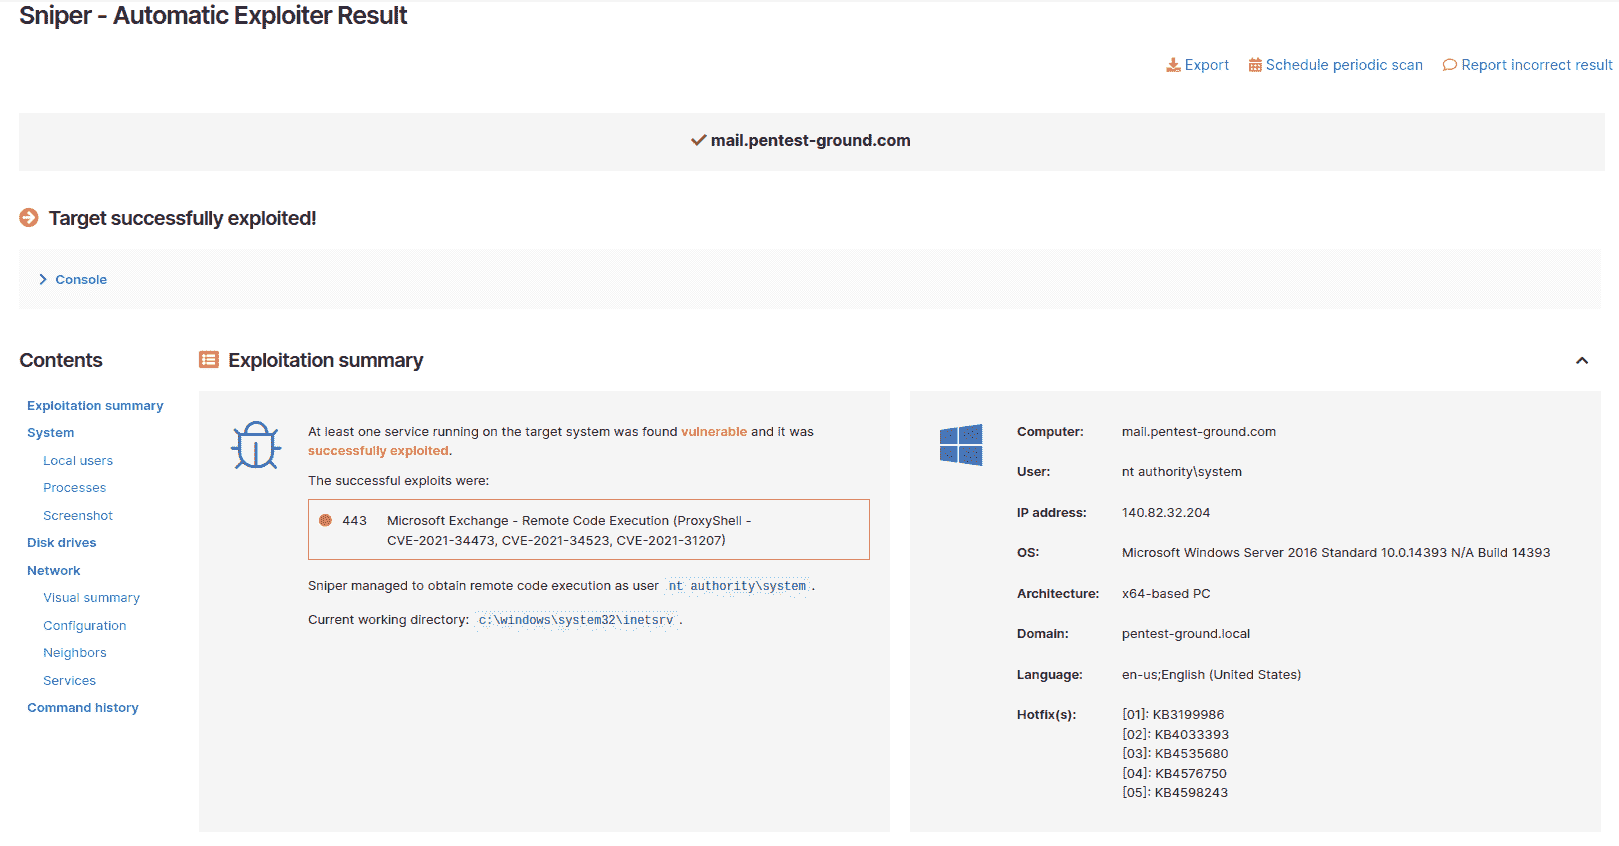 Sniper - Automatic Exploiter Result
Export Schedule periodic scan Report incorrect result
mail.pentest-ground.com
Target successfully exploited!
Console
Contents
Exploitation summary
System
Local users
Processes
Screenshot
Disk drives
Network
Visual summary
Configuration
Neighbors
Services
Command history
Exploitation summary
At least one service running on the target system was found vulnerable and it was
successfully exploited.
The successful exploits were:
443 Microsoft Exchange - Remote Code Execution (ProxyShell -
CVE-2021-34473, CVE-2021-34523, CVE-2021-31207)
Sniper managed to obtain remote code execution as user nt authority\system.
Current working directory: c:\windows\system32\inetsrv.
Computer: mail.pentest-ground.com
User: nt authority\system
IP address: 140.82.32.204
OS: Microsoft Windows Server 2016 Standard 10.0.14393 N/A Build 14393
Architecture: x64-based PC
Domain: pentest-ground.local
Language: en-us;English (United States)
Hotfix(s): [01]: KB3199986
[02]: KB4033393
[03]: KB4535680
[04]: KB4576750
[05]: KB4598243